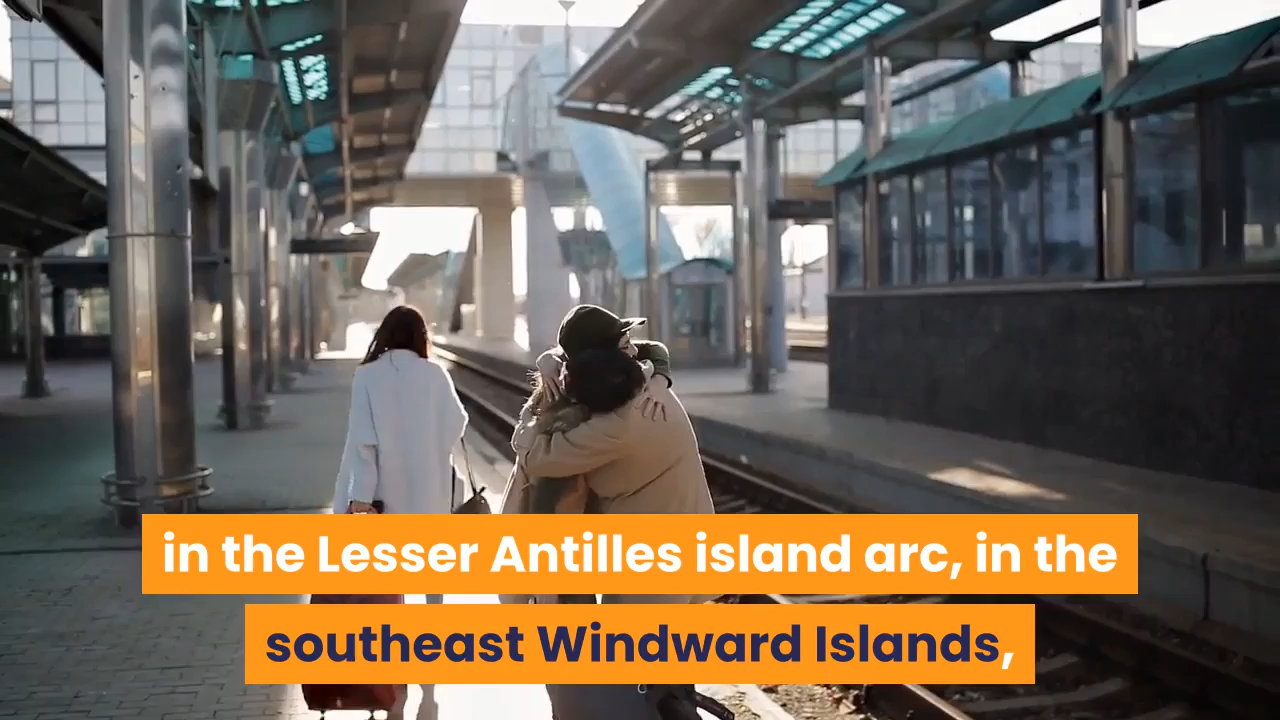 in the Lesser Antilles island arc, in the
southeast Windward Islands,